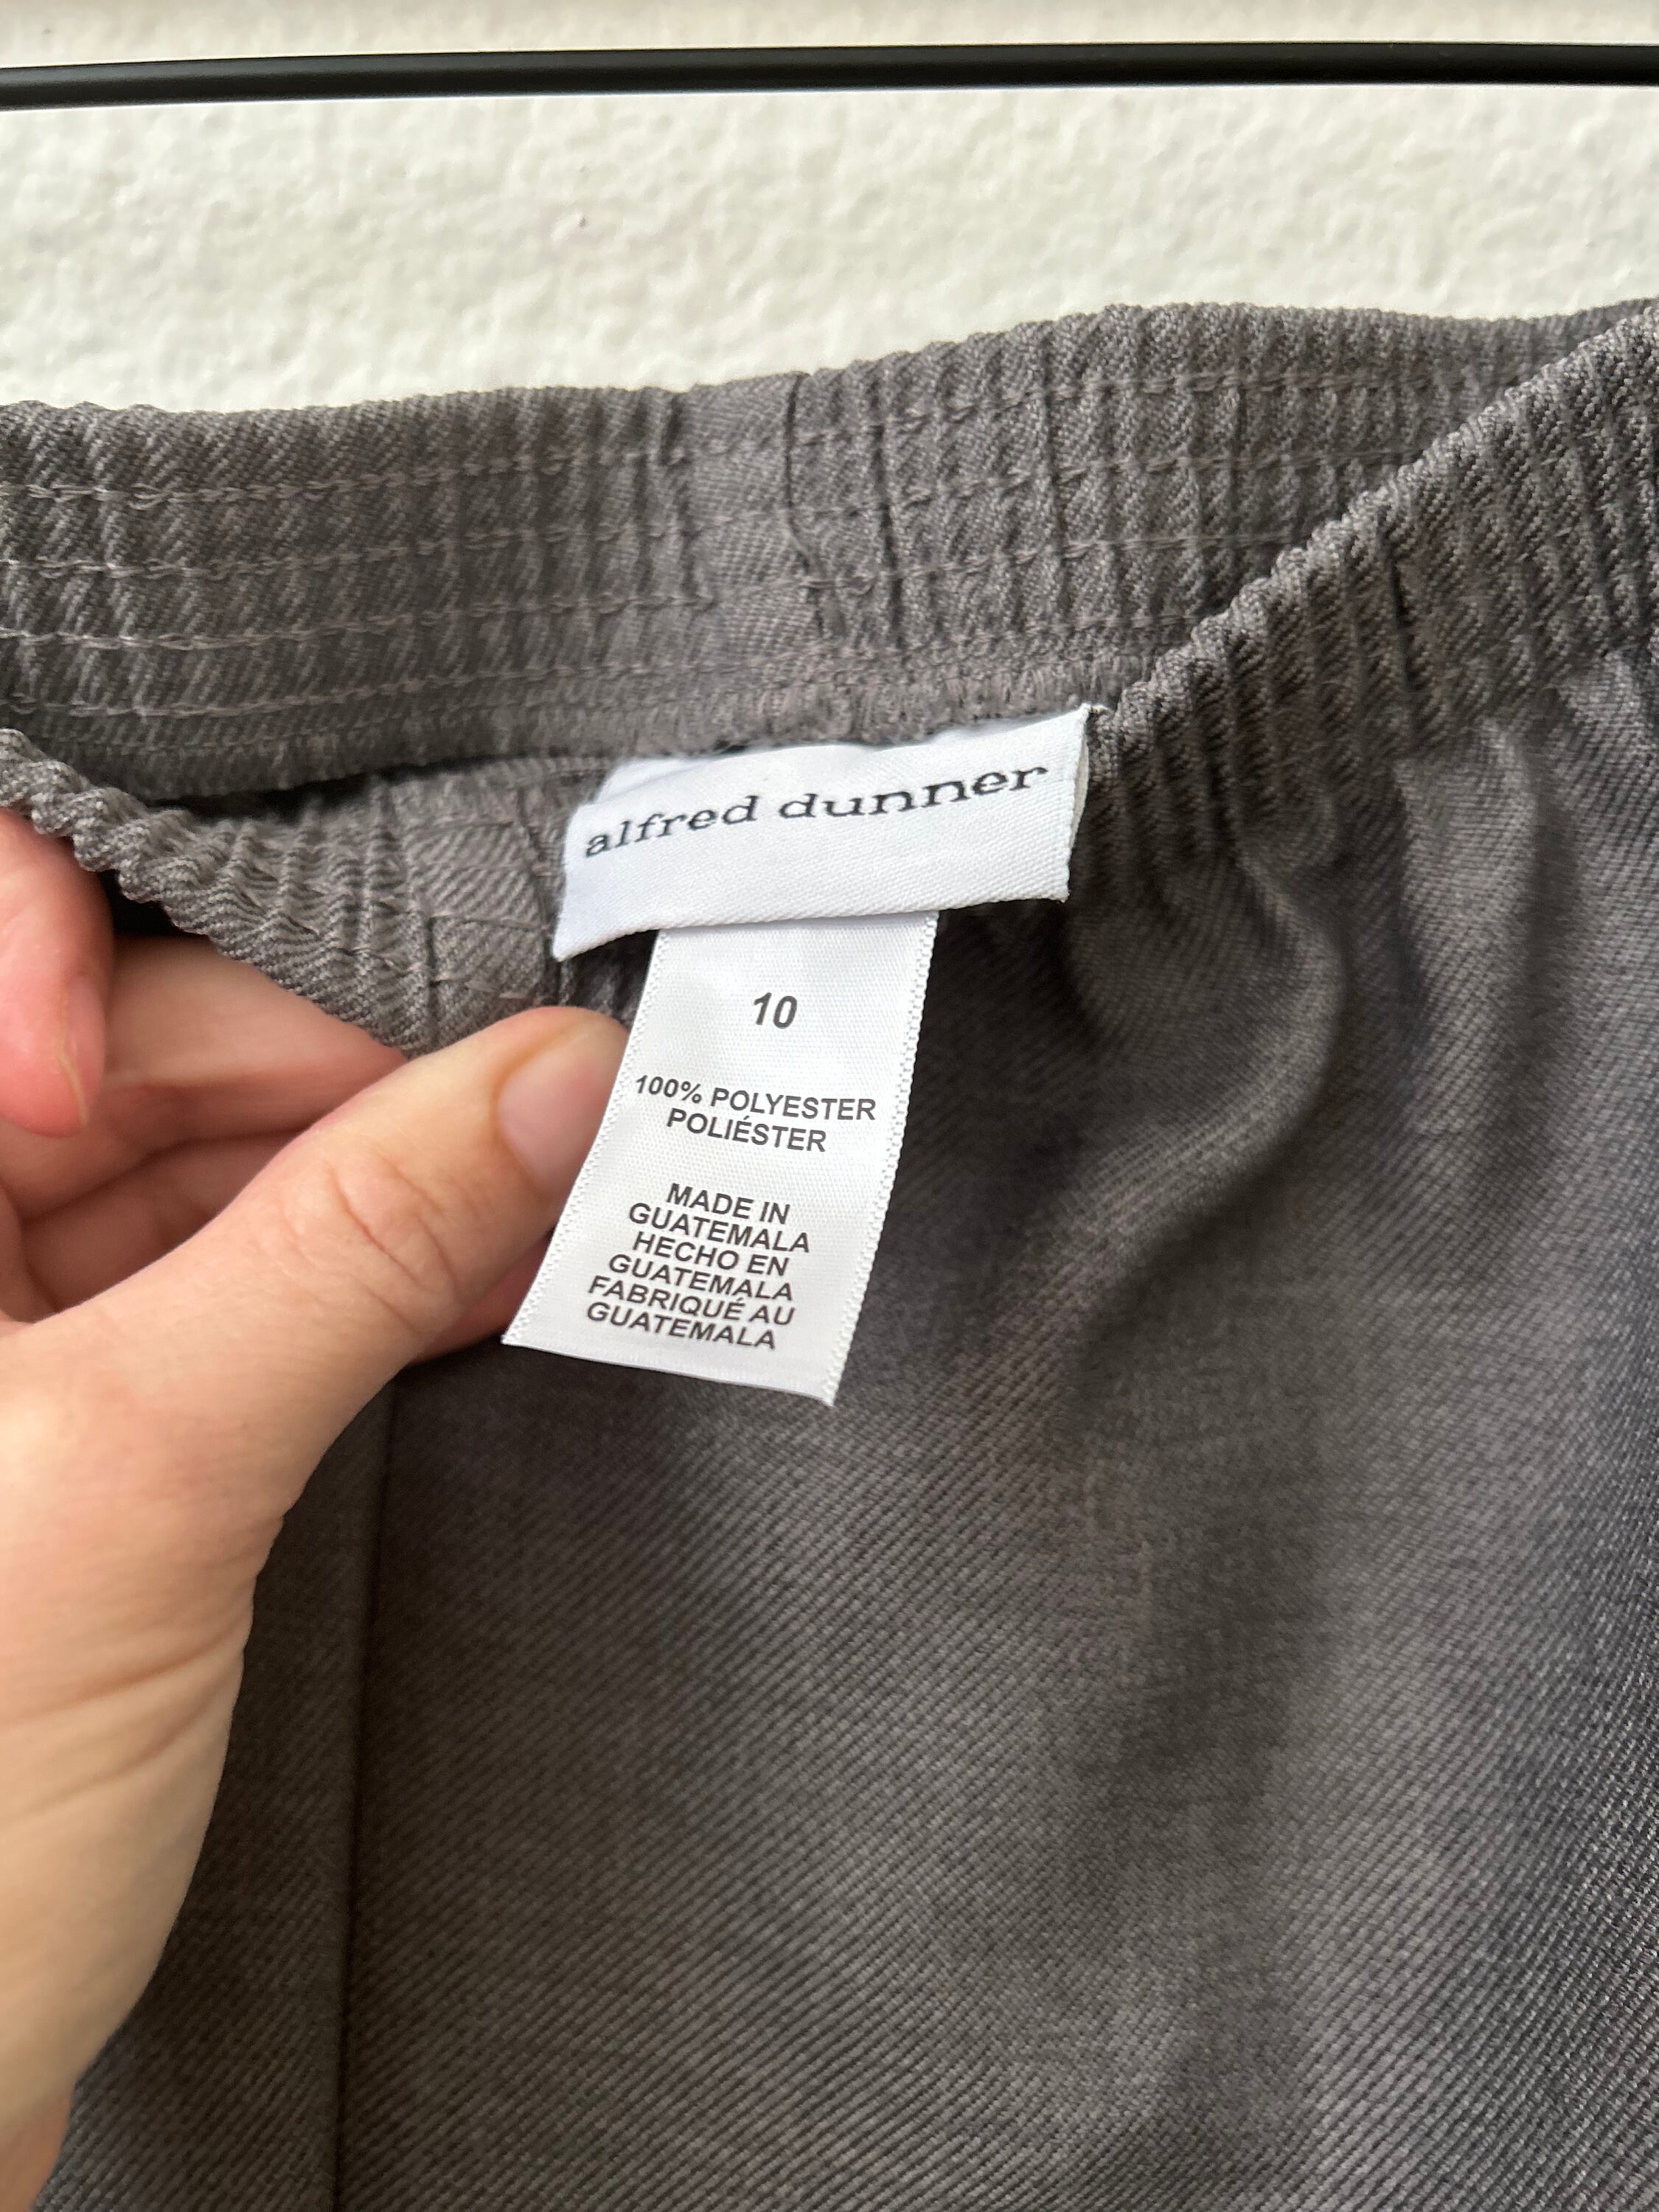 alfred dunner
10
100% POLYESTER
POLIÉSTER
MADE IN
GUATEMALA
HECHO EN
GUATEMALA
FABRIQUÉ AU
GUATEMALA